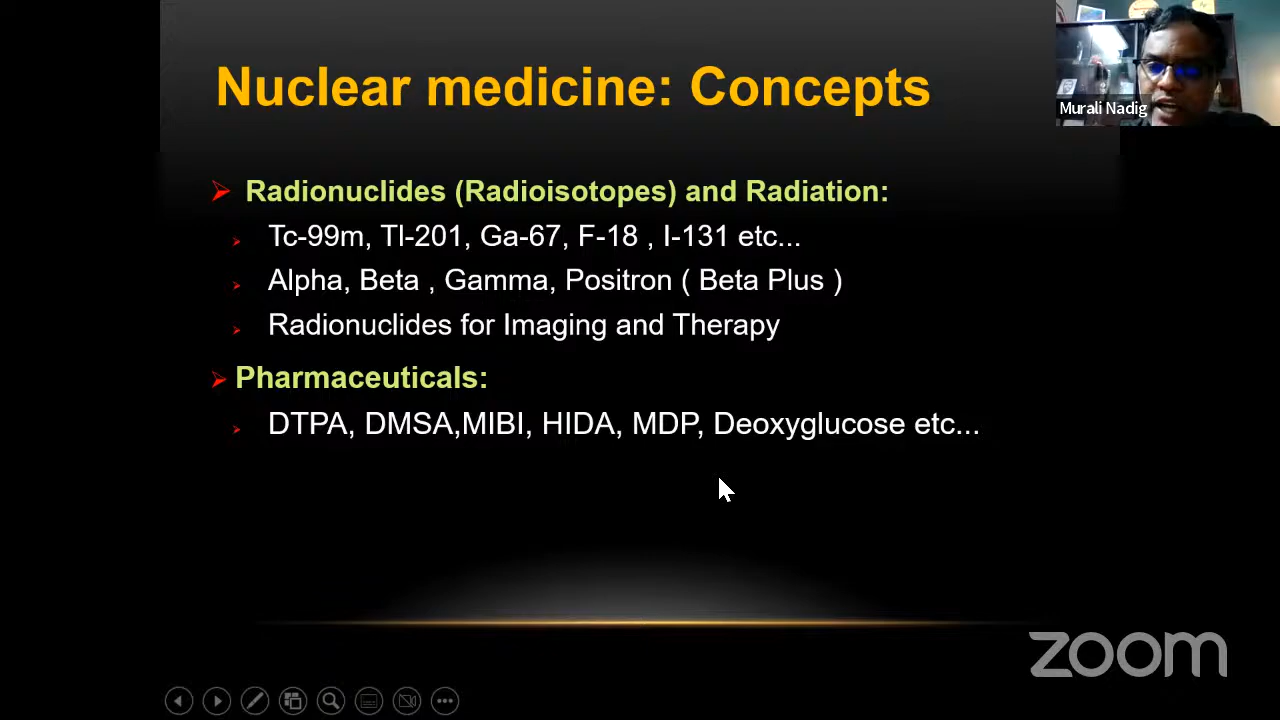 Nuclear medicine: Concepts
Murali Nadig
Radionuclides (Radioisotopes) and Radiation:
Tc-99m, Tl-201, Ga-67, F-18 , I-131 etc...
Alpha, Beta , Gamma, Positron ( Beta Plus )
Radionuclides for Imaging and Therapy
Pharmaceuticals:
DTPA, DMSA,MIBI, HIDA, MDP, Deoxyglucose etc...
zoom